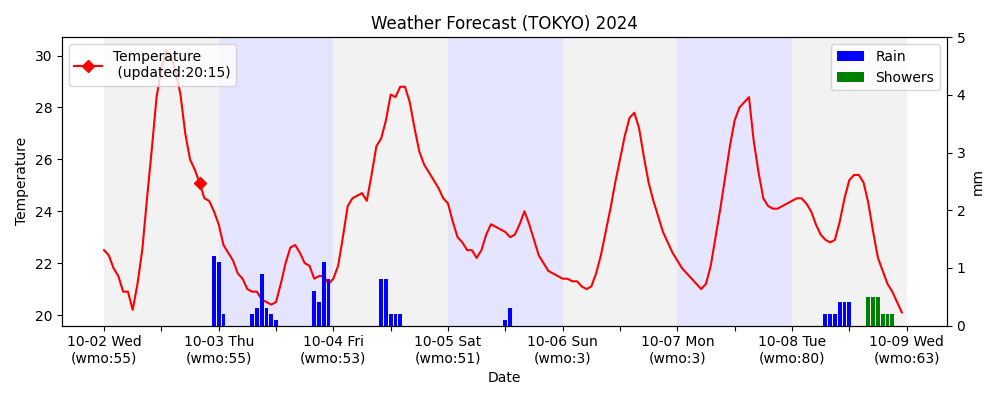 Weather Forecast (TOKYO) 2024
Temperature
(updated:20:15)
Rain
Showers
Temperature
30
28
26
24
22
20
mm
5
4
3
2
1
0
10-02 Wed
(wmo:55)
10-03 Thu
(wmo:55)
10-04 Fri
(wmo:53)
10-05 Sat
(wmo:51)
10-06 Sun
(wmo:3)
10-07 Mon
(wmo:3)
10-08 Tue
(wmo:80)
10-09 Wed
(wmo:63)
Date